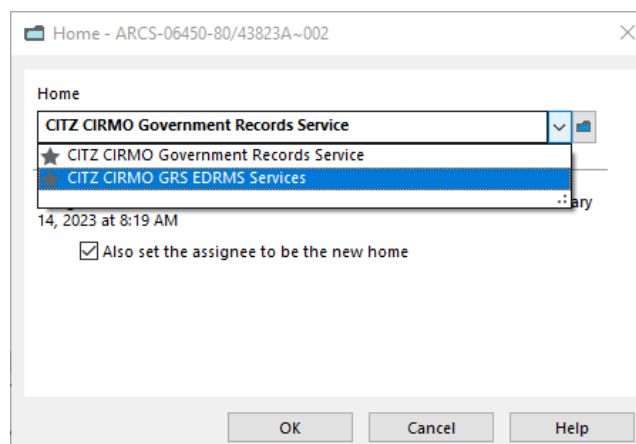 Home - ARCS-06450-80/43823A~002
Home
CITZ CIRMO Government Records Service
CITZ CIRMO Government Records Service
CITZ CIRMO GRS EDRMS Services
ary
14, 2023 at 8:19 AM
Also set the assignee to be the new home
OK
Cancel
Help